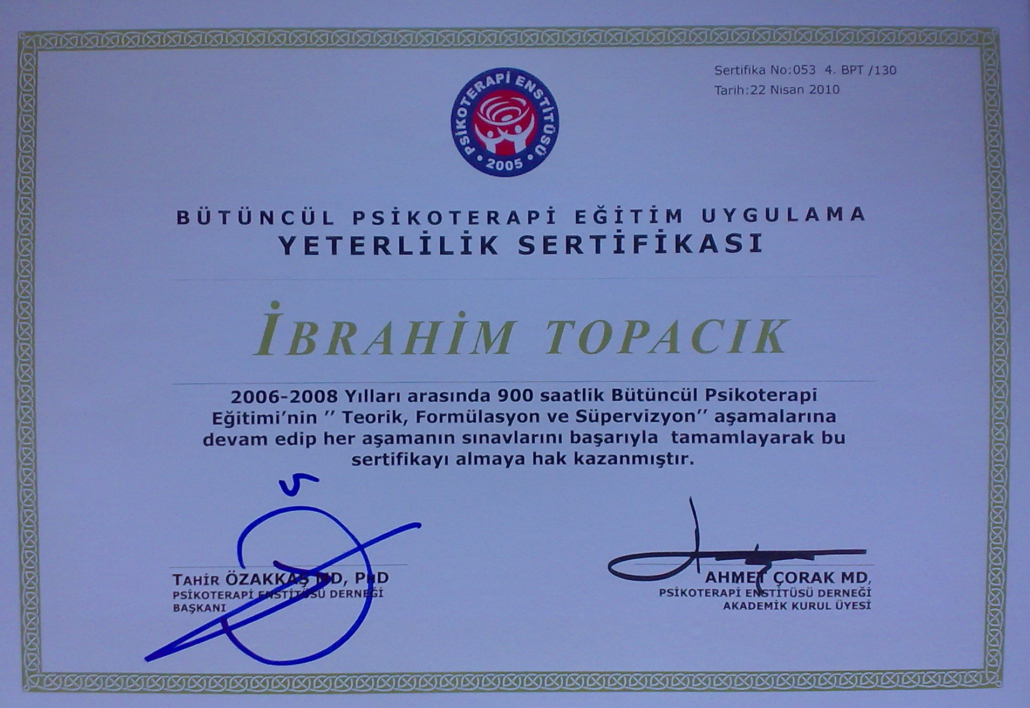 Sertifika No:053 4. BPT /130
Tarih:22 Nisan 2010
PSİKOTERAPİ ENSTİTÜSÜ
• 2005 •
BÜTÜNCÜL PSİKOTERAPİ EĞİTİM UYGULAMA
YETERLİLİK SERTİFİKASI
İBRAHİM TOPACIK
2006-2008 Yılları arasında 900 saatlik Bütüncül Psikoterapi
Eğitimi’nin ’’ Teorik, Formülasyon ve Süpervizyon’’ aşamalarına
devam edip her aşamanın sınavlarını başarıyla tamamlayarak bu
sertifikayı almaya hak kazanmıştır.
TAHİR ÖZAKKAŞ MD, PHD
PSİKOTERAPİ ENSTİTÜSÜ DERNEĞİ
BAŞKANI
AHMET ÇORAK MD,
PSİKOTERAPİ ENSTİTÜSÜ DERNEĞİ
AKADEMİK KURUL ÜYESİ